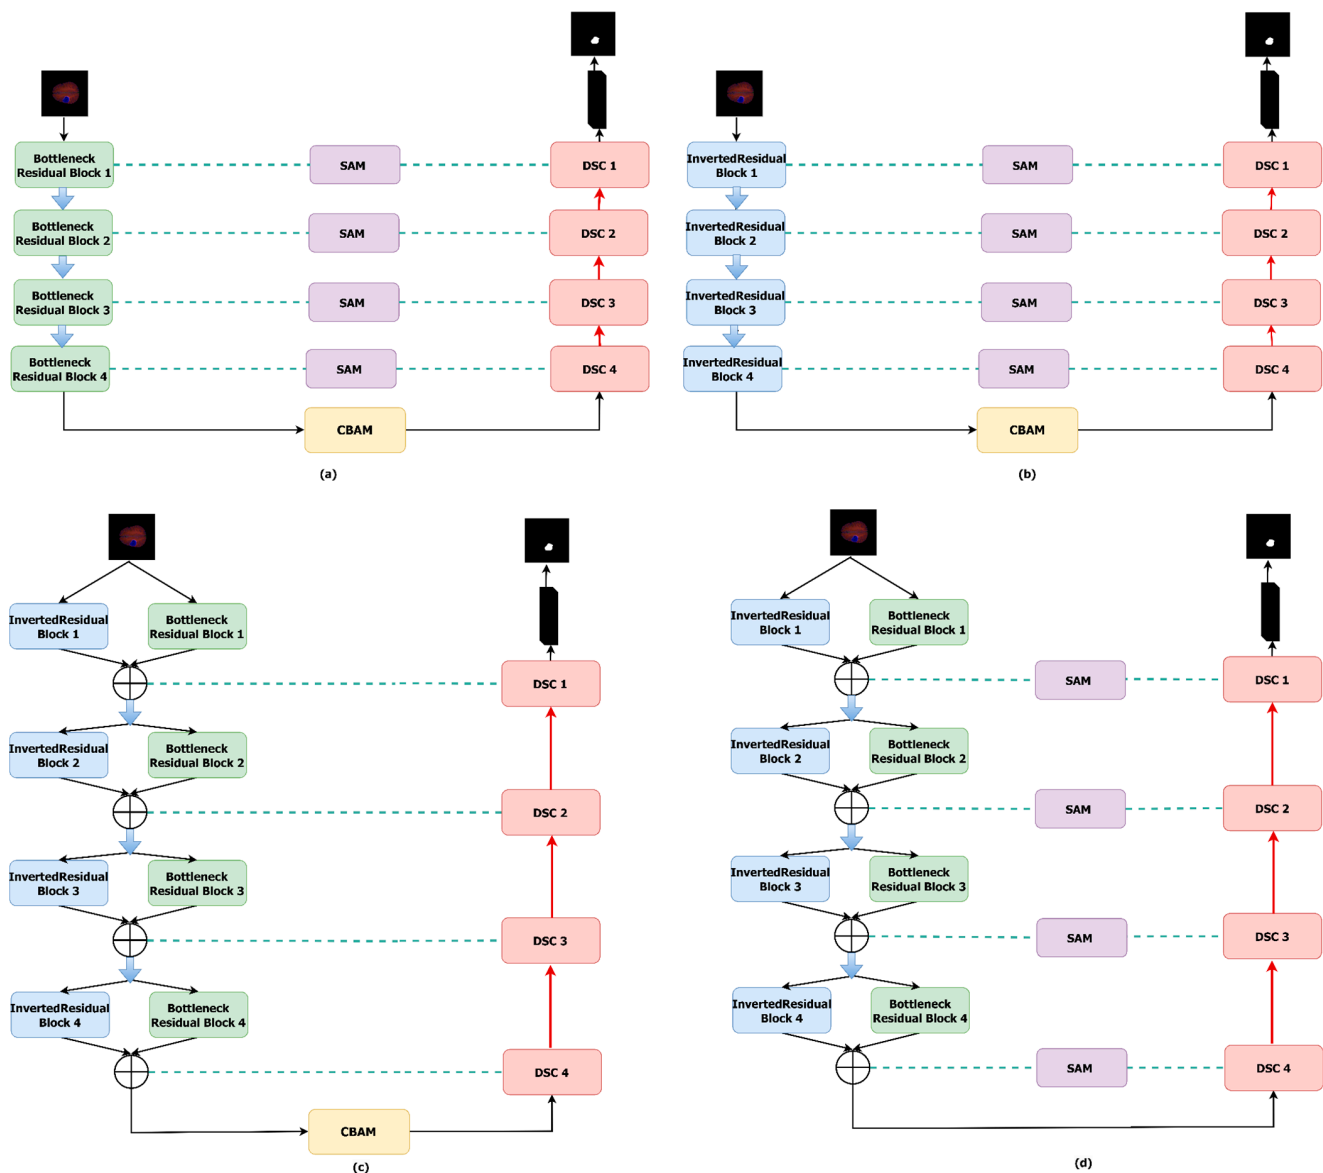 Bottleneck
Residual Block 1
SAM
DSC 1
Bottleneck
Residual Block 2
SAM
DSC 2
Bottleneck
Residual Block 3
SAM
DSC 3
Bottleneck
Residual Block 4
SAM
DSC 4
CBAM
(a)
InvertedResidual
Block 1
SAM
DSC 1
InvertedResidual
Block 2
SAM
DSC 2
InvertedResidual
Block 3
SAM
DSC 3
InvertedResidual
Block 4
SAM
DSC 4
CBAM
(b)
InvertedResidual
Block 1
Bottleneck
Residual Block 1
DSC 1
InvertedResidual
Block 2
Bottleneck
Residual Block 2
DSC 2
InvertedResidual
Block 3
Bottleneck
Residual Block 3
DSC 3
InvertedResidual
Block 4
Bottleneck
Residual Block 4
DSC 4
CBAM
(c)
InvertedResidual
Block 1
Bottleneck
Residual Block 1
SAM
DSC 1
InvertedResidual
Block 2
Bottleneck
Residual Block 2
SAM
DSC 2
InvertedResidual
Block 3
Bottleneck
Residual Block 3
SAM
DSC 3
InvertedResidual
Block 4
Bottleneck
Residual Block 4
SAM
DSC 4
(d)